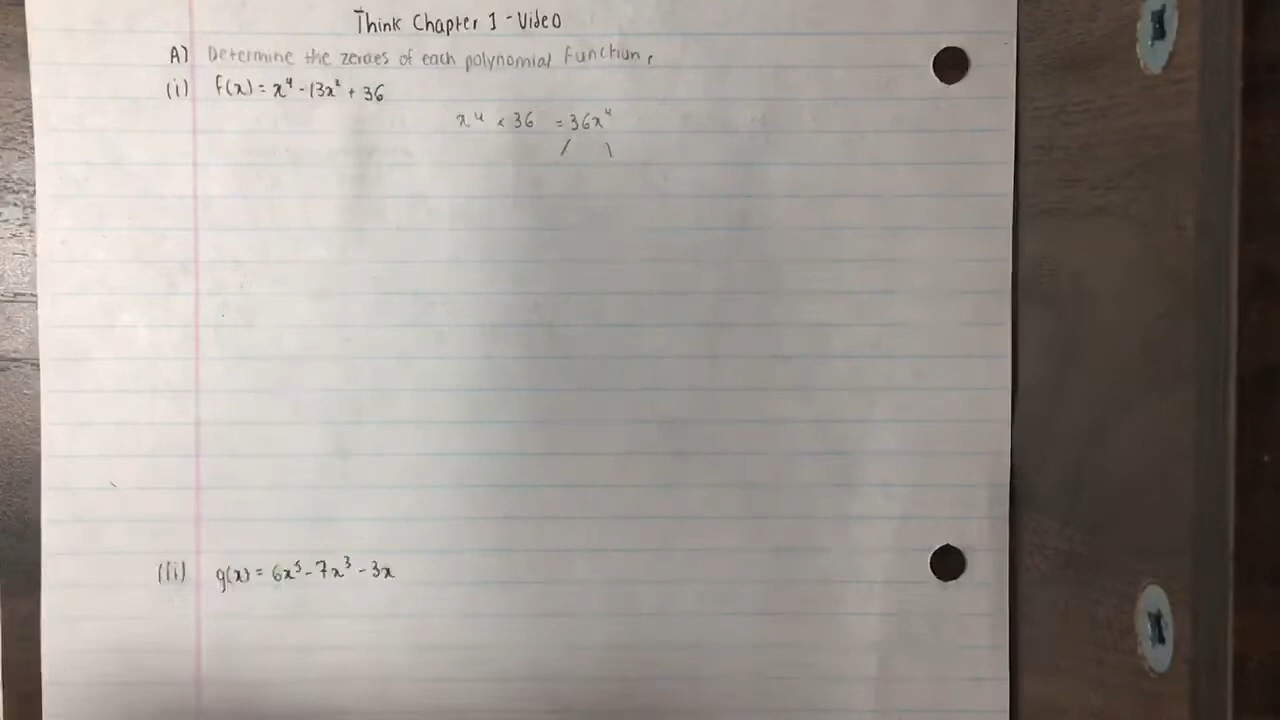 Think Chapter 1 - Video
A) Determine the zeroes of each polynomial function.
(i) f(x) = x⁴ - 13x² + 36
x⁴ × 36 = 36x⁴
/ \
(ii) g(x) = 6x⁵ - 7x³ - 3x